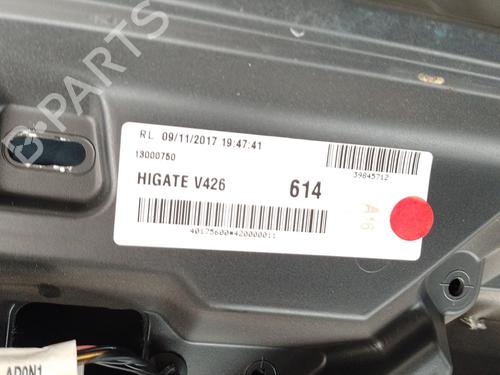 B-PARTS
RL 09/11/2017 19:47:41
13000750
39845712
HIGATE V426
614
A16
40175600*420000011
AD0N1